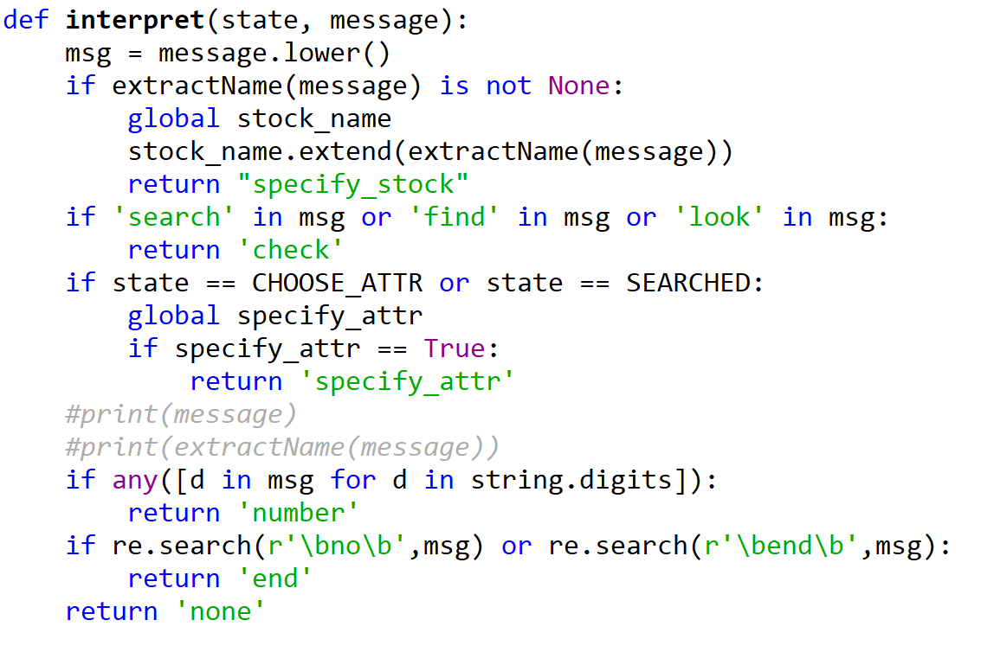 def interpret(state, message):
    msg = message.lower()
    if extractName(message) is not None:
        global stock_name
        stock_name.extend(extractName(message))
        return "specify_stock"
    if 'search' in msg or 'find' in msg or 'look' in msg:
        return 'check'
    if state == CHOOSE_ATTR or state == SEARCHED:
        global specify_attr
        if specify_attr == True:
            return 'specify_attr'
    #print(message)
    #print(extractName(message))
    if any([d in msg for d in string.digits]):
        return 'number'
    if re.search(r'\bno\b',msg) or re.search(r'\bend\b',msg):
        return 'end'
    return 'none'